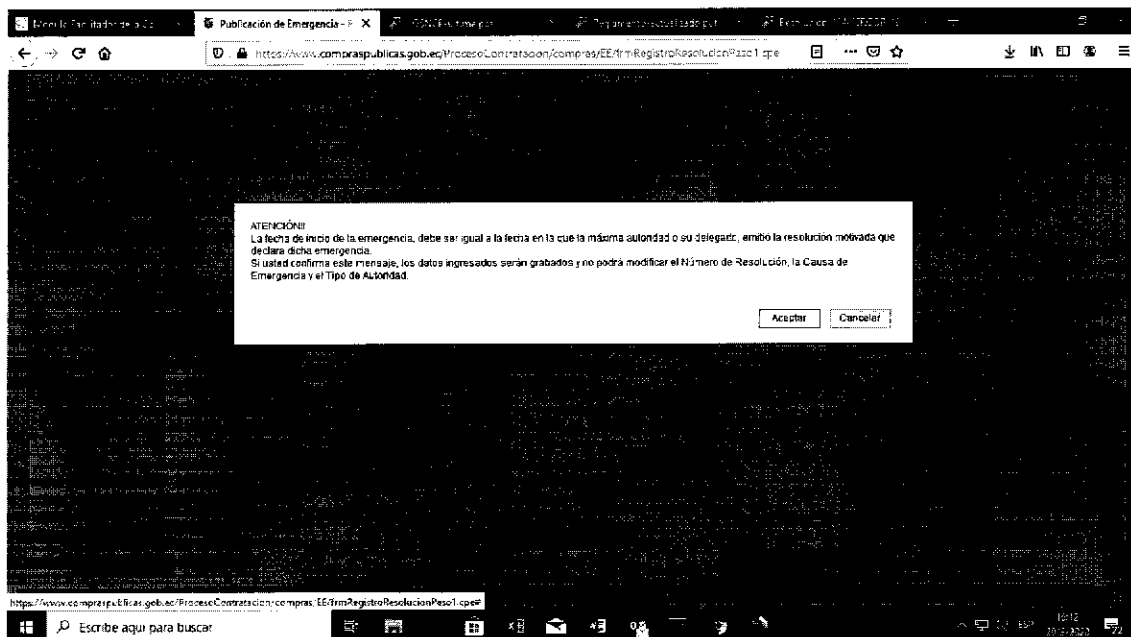 Publicación de Emergencia -
https://www.compraspublicas.gob.ec/ProcesoContratacion/compras/EE/frmRegistroResolucionPaso1.cpe
ATENCIÓN!!
La fecha de inicio de la emergencia, debe ser igual a la fecha en la que la máxima autoridad o su delegado, emitió la resolución motivada que
declara dicha emergencia.
Si usted confirma este mensaje, los datos ingresados serán grabados y no podrá modificar el Número de Resolución, la Causa de
Emergencia y el Tipo de Autoridad.
Aceptar Cancelar
https://www.compraspublicas.gob.ec/ProcesoContratacion/compras/EE/frmRegistroResolucionPaso1.cpe#
Escribe aquí para buscar
ESP
16:12